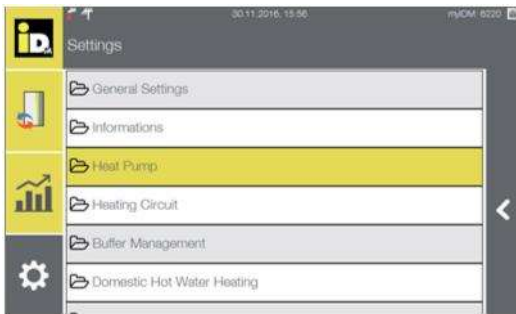 iD
30.11.2016, 15:56
myIDM: 6220
Settings
General Settings
Informations
Heat Pump
Heating Circuit
Buffer Management
Domestic Hot Water Heating